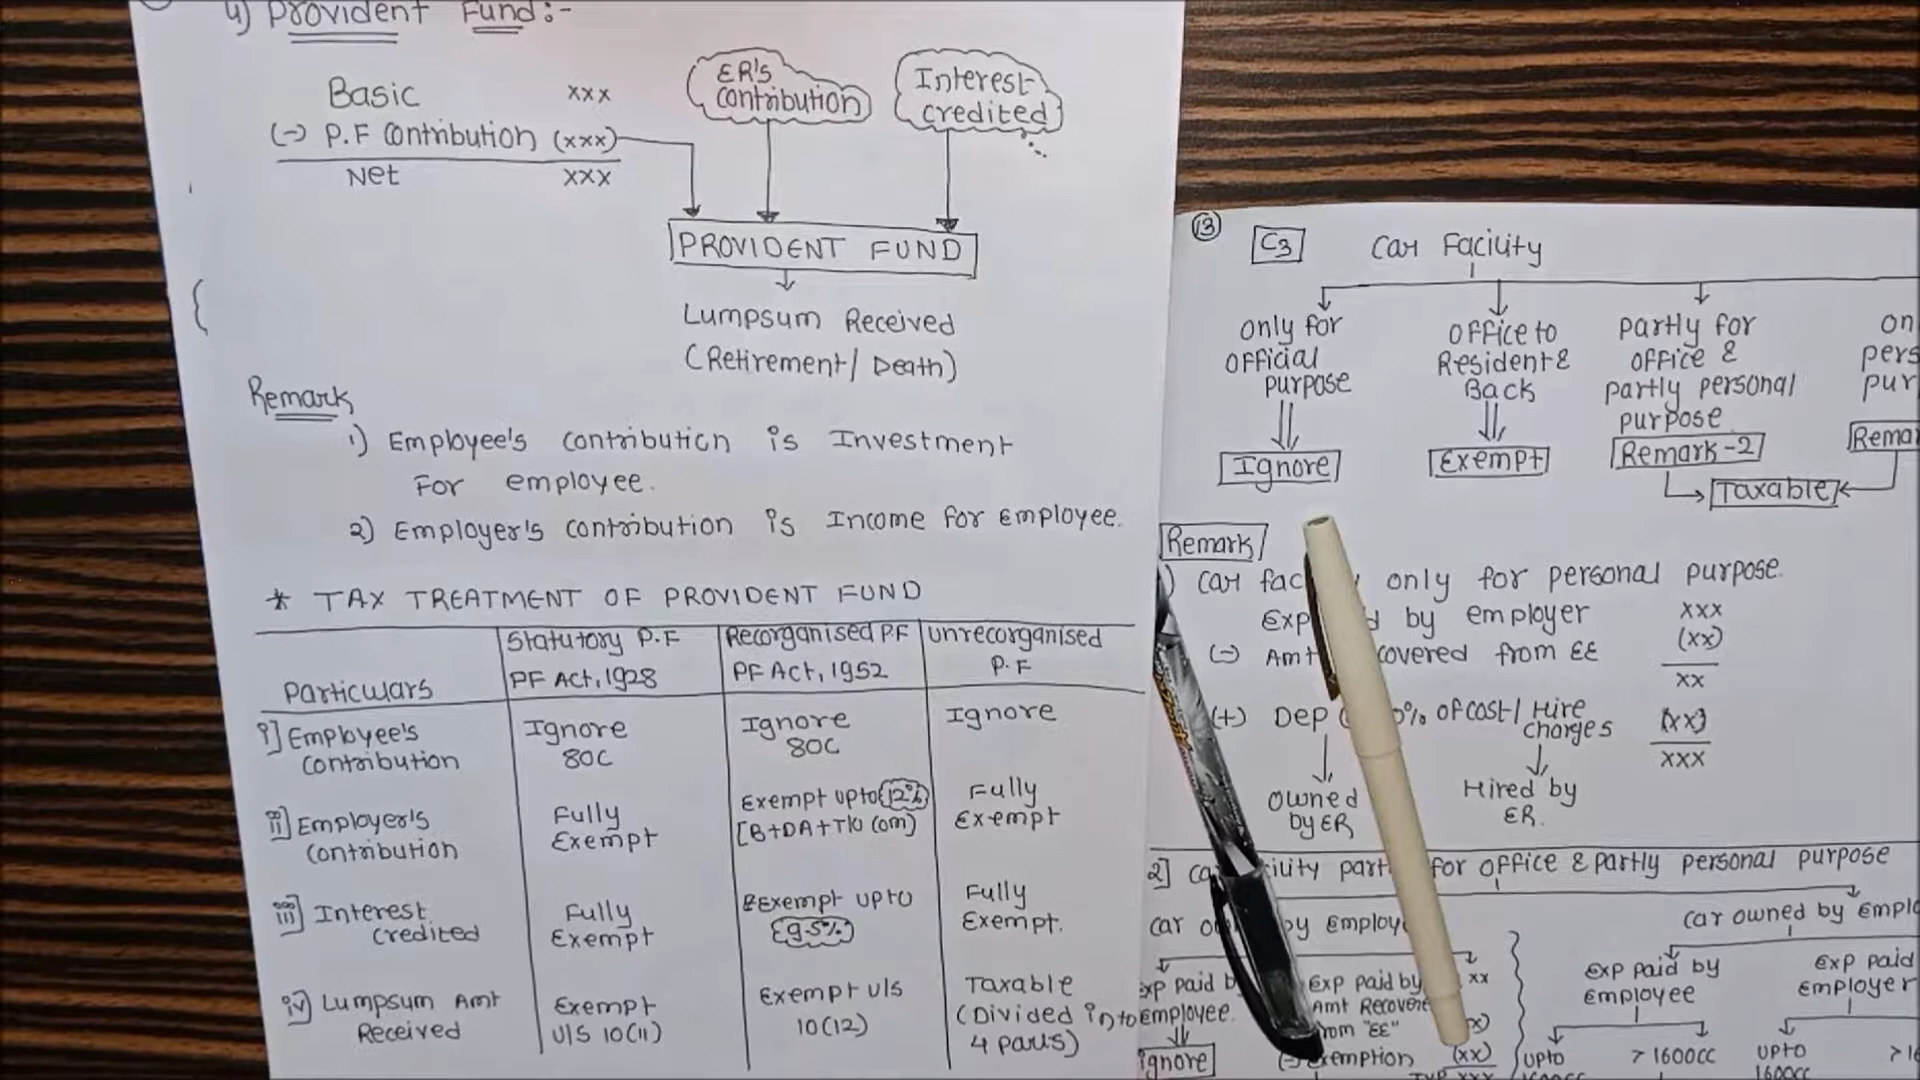 4) Provident Fund:-
Basic xxx
(-) P.F Contribution (xxx)
Net xxx
ER's
contribution
Interest
credited
PROVIDENT FUND
Lumpsum Received
(Retirement/ Death)
Remark
1) Employee's contribution is Investment
For employee.
2) Employer's contribution is Income for Employee.
* TAX TREATMENT OF PROVIDENT FUND
Particulars
Statutory P.F
PF Act, 1928
Recorganised P.F
PF Act, 1952
unrecorganised
P.F
i] Employee's
contribution
Ignore
80C
Ignore
80C
Ignore
ii] Employer's
Contribution
Fully
Exempt
Exempt upto 12%
[B+DA+T/O Com]
Fully
Exempt
iii] Interest
credited
Fully
Exempt
Exempt upto
9.5%
Fully
Exempt.
iv] Lumpsum Amt
Received
Exempt
U/S 10(11)
Exempt U/S
10(12)
Taxable
(Divided into
4 parts)
13
C3 Car Facility
only for
official
purpose
Ignore
office to
Resident &
Back
Exempt
partly for
office &
partly personal
purpose
Remark-2
Taxable
Remark
only for personal purpose.
by employer xxx
(-) Amt covered from EE (xx)
xx
(+) Dep % of cost/ Hire
charges (xx)
xxx
Owned
by ER
Hired by
ER.
2] for office & partly personal purpose
car by
car owned by
Exp paid by
employee.
ignore
Exp paid by xx
Amt Recovere
from "EE"
(-) Exemption (xx)
xxx
Exp paid by
Employee
upto
1600cc
> 1600cc
Exp paid
Employer
upto
1600cc